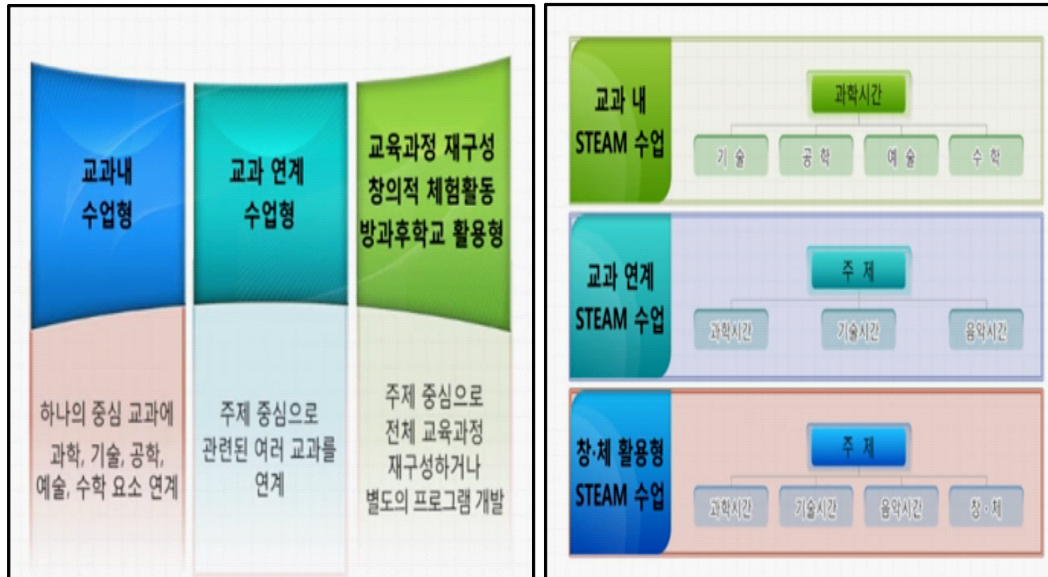 교과내
수업형
교과 연계
수업형
교육과정 재구성
창의적 체험활동
방과후학교 활용형
하나의 중심 교과에
과학, 기술, 공학,
예술, 수학 요소 연계
주제 중심으로
관련된 여러 교과를
연계
주제 중심으로
전체 교육과정
재구성하거나
별도의 프로그램 개발
교과 내
STEAM 수업
과학시간
기 술
공 학
예 술
수 학
교과 연계
STEAM 수업
주 제
과학시간
기술시간
음악시간
창·체 활용형
STEAM 수업
주 제
과학시간
기술시간
음악시간
창·체